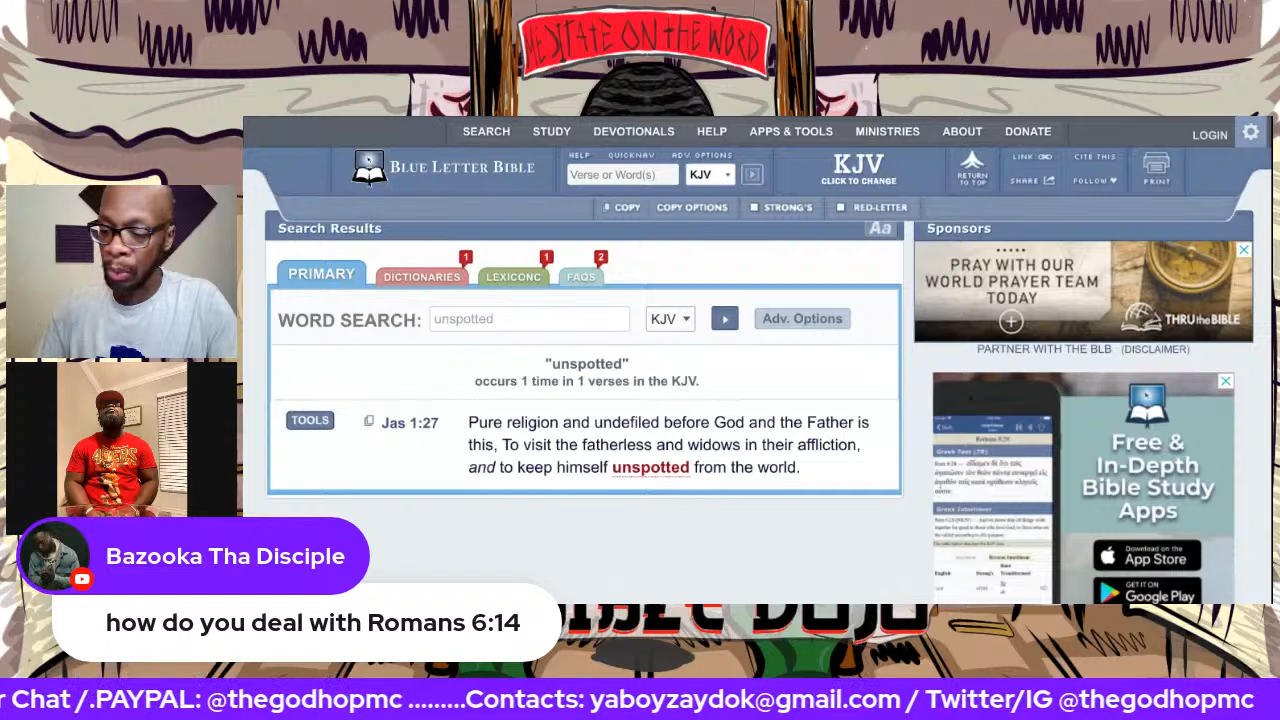 MEDITATE ON THE WORD
SEARCH STUDY DEVOTIONALS HELP APPS & TOOLS MINISTRIES ABOUT DONATE LOGIN
BLUE LETTER BIBLE
HELP QUICKNAV ADV. OPTIONS
Verse or Word(s) KJV
KJV
CLICK TO CHANGE
RETURN
TO TOP
LINK CITE THIS
SHARE FOLLOW
PRINT
COPY COPY OPTIONS STRONG'S RED-LETTER
Search Results Aa
Sponsors
PRIMARY
DICTIONARIES 1
LEXICONC 1
FAQS 2
WORD SEARCH: unspotted KJV Adv. Options
"unspotted"
occurs 1 time in 1 verses in the KJV.
TOOLS Jas 1:27
Pure religion and undefiled before God and the Father is
this, To visit the fatherless and widows in their affliction,
and to keep himself unspotted from the world.
PRAY WITH OUR
WORLD PRAYER TEAM
TODAY
THRU the BIBLE
PARTNER WITH THE BLB (DISCLAIMER)
Free &
In-Depth
Bible Study
Apps
Download on the
App Store
GET IT ON
Google Play
49ERS
Bazooka Tha Disciple
how do you deal with Romans 6:14
BIBLE DOJO
r Chat /.PAYPAL: @thegodhopmc .........Contacts: yaboyzaydok@gmail.com / Twitter/IG @thegodhopmc